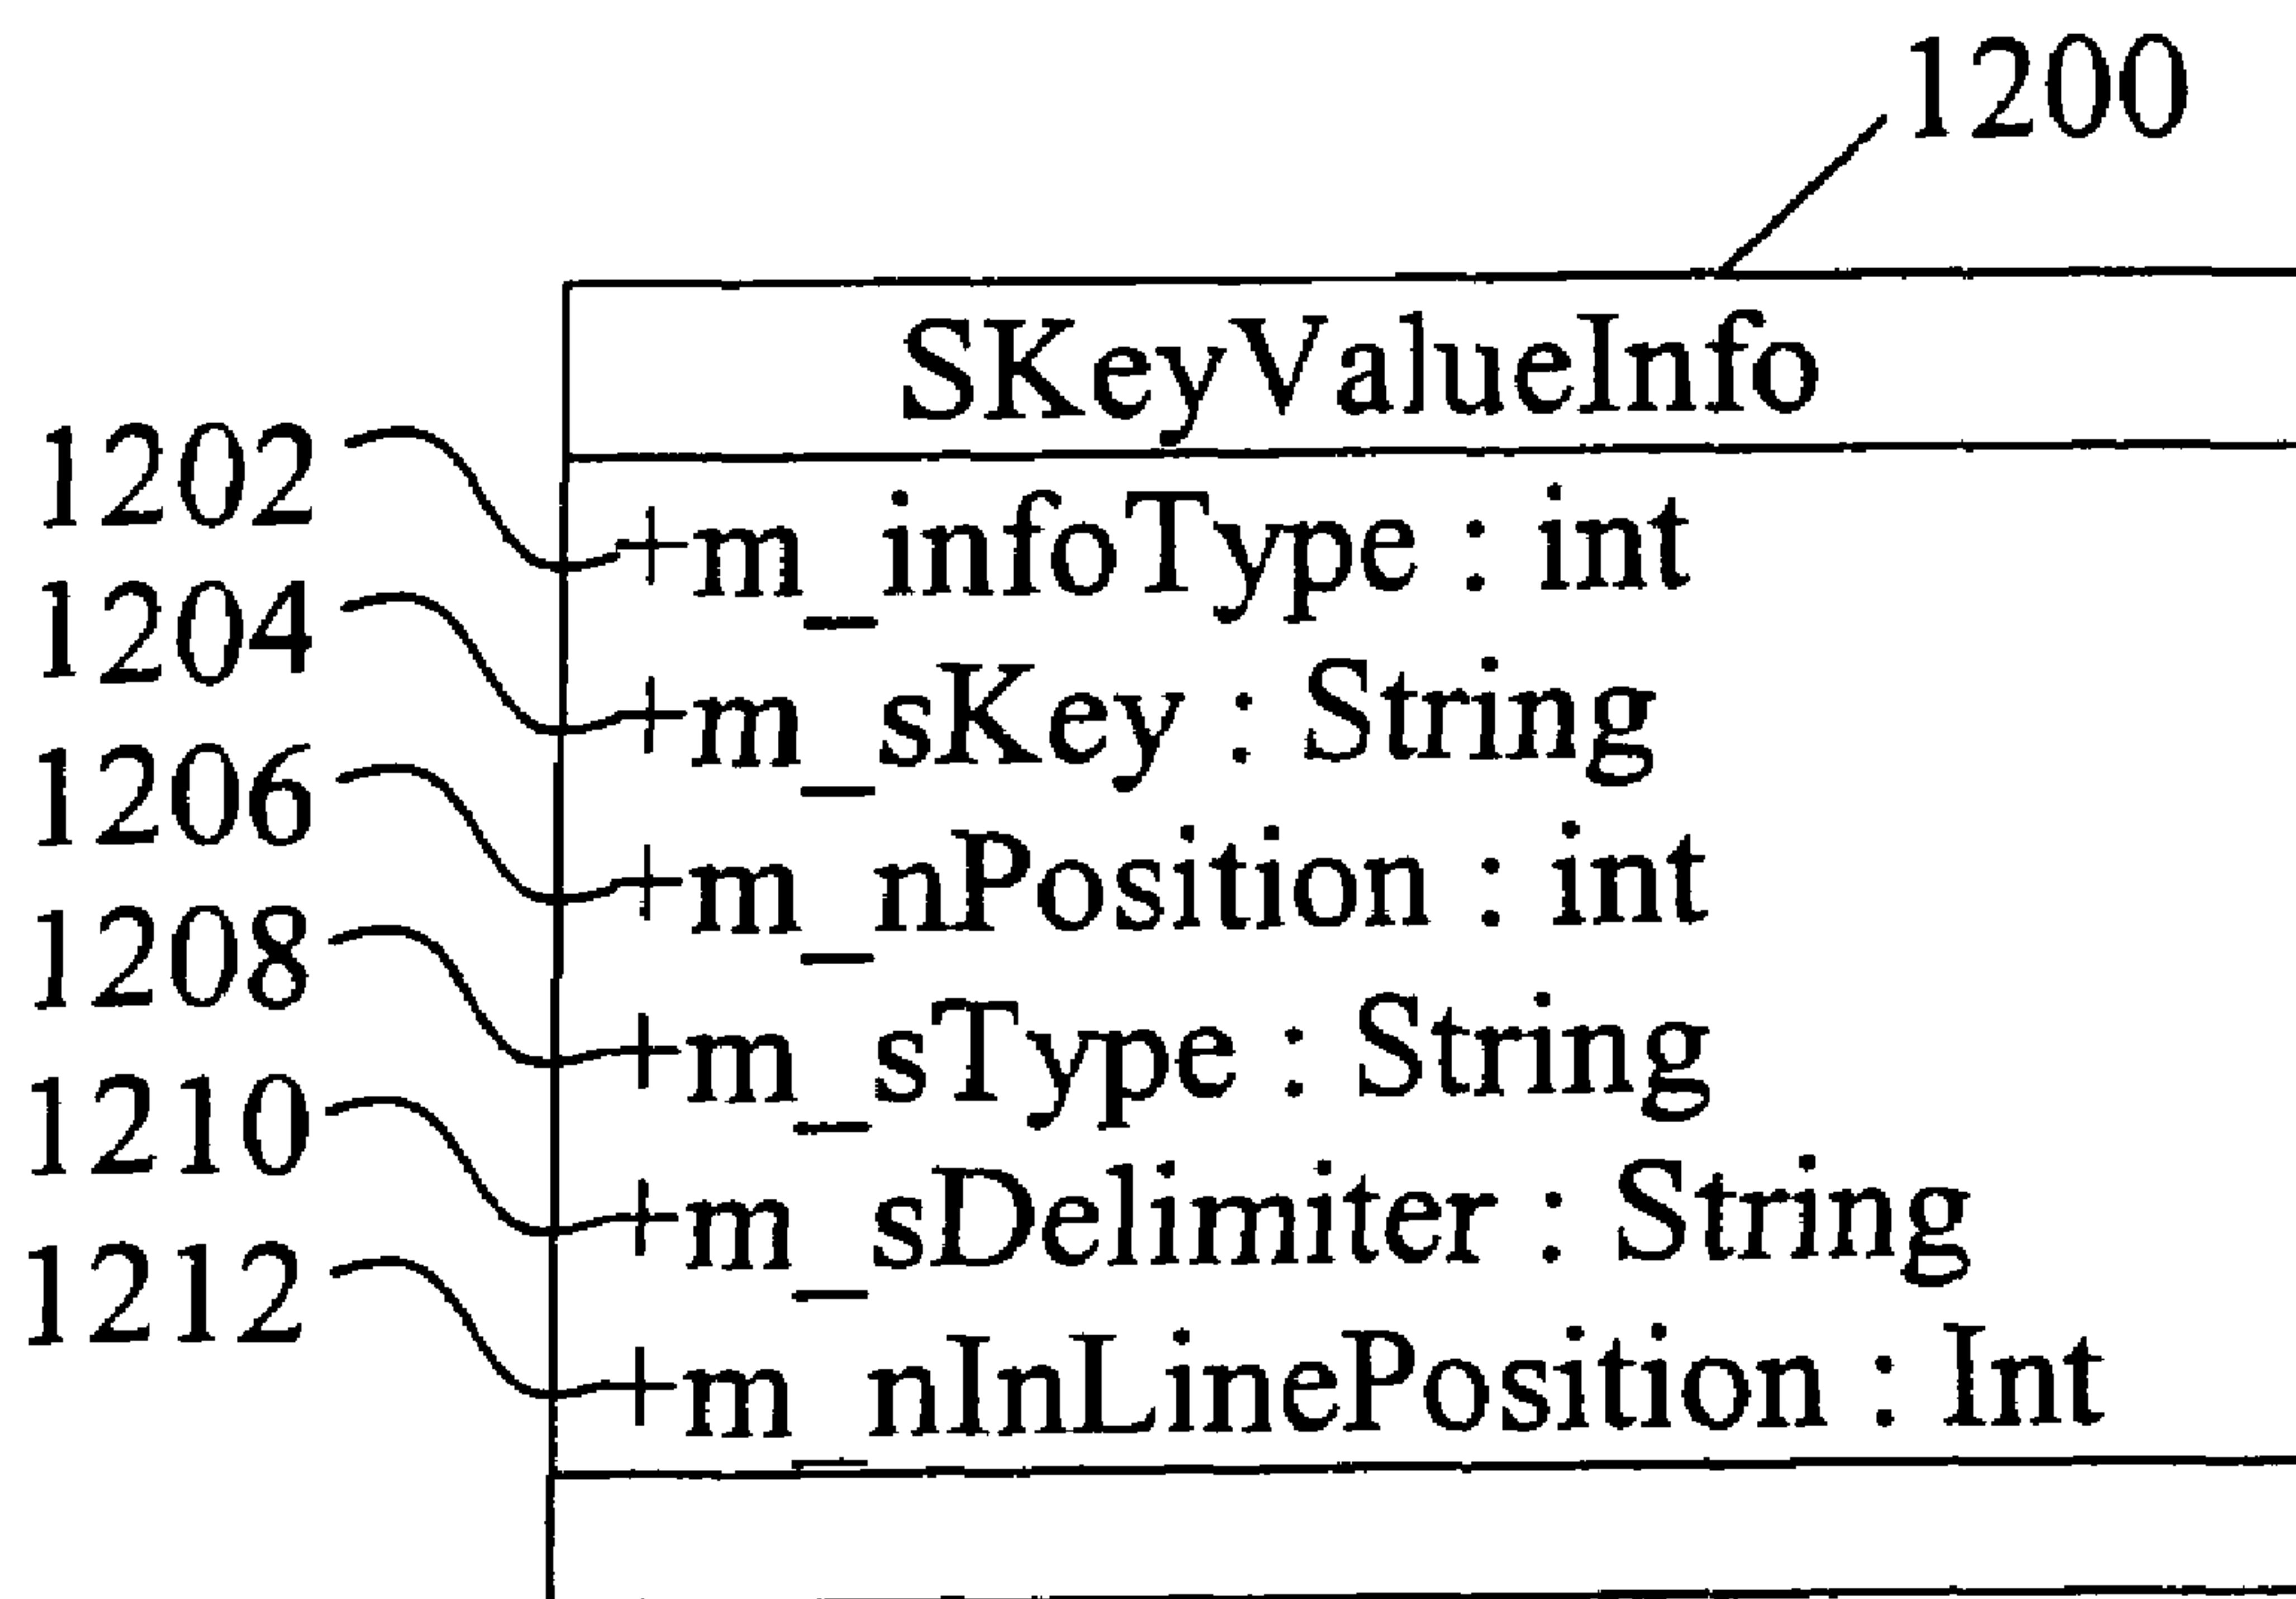 1200
SKeyValueInfo
1202 +m_infoType : int
1204 +m_sKey : String
1206 +m_nPosition : int
1208 +m_sType : String
1210 +m_sDelimiter : String
1212 +m_nInLinePosition : Int